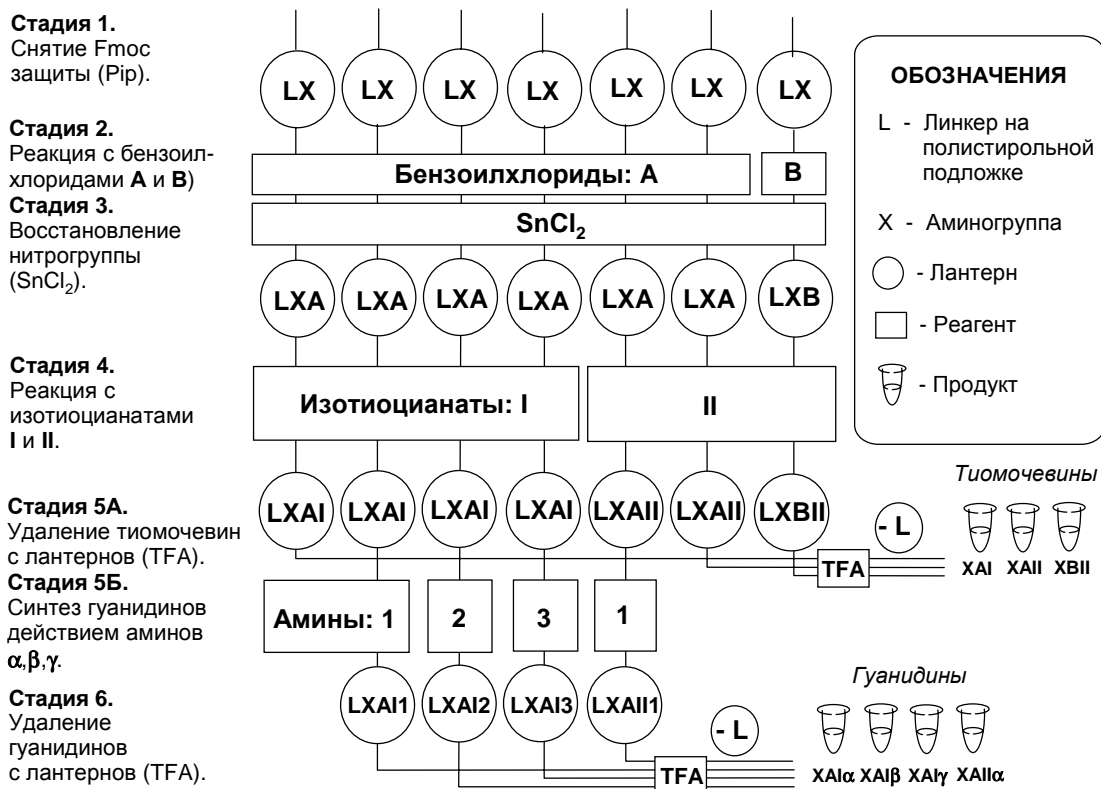 Стадия 1.
Снятие Fmoc
защиты (Pip).
LX LX LX LX LX LX LX
Стадия 2.
Реакция с бензоил-
хлоридами A и B)
Бензоилхлориды: A B
Стадия 3.
Восстановление
нитрогруппы
(SnCl₂).
SnCl₂
LXA LXA LXA LXA LXA LXA LXB
Стадия 4.
Реакция с
изотиоцианатами
I и II.
Изотиоцианаты: I II
LXAI LXAI LXAI LXAI LXAII LXAII LXBII
Стадия 5А.
Удаление тиомочевин
с лантернов (TFA).
- L
TFA
Тиомочевины
XAI XAII XBII
Стадия 5Б.
Синтез гуанидинов
действием аминов
α,β,γ.
Амины: 1 2 3 1
LXAI1 LXAI2 LXAI3 LXAII1
Стадия 6.
Удаление
гуанидинов
с лантернов (TFA).
- L
TFA
Гуанидины
XAIα XAIβ XAIγ XAIIα
ОБОЗНАЧЕНИЯ
L - Линкер на
полистирольной
подложке
X - Аминогруппа
- Лантерн
- Реагент
- Продукт